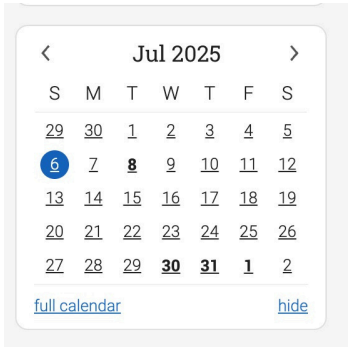 Jul 2025
S M T W T F S
29 30 1 2 3 4 5
6 7 8 9 10 11 12
13 14 15 16 17 18 19
20 21 22 23 24 25 26
27 28 29 30 31 1 2
full calendar hide